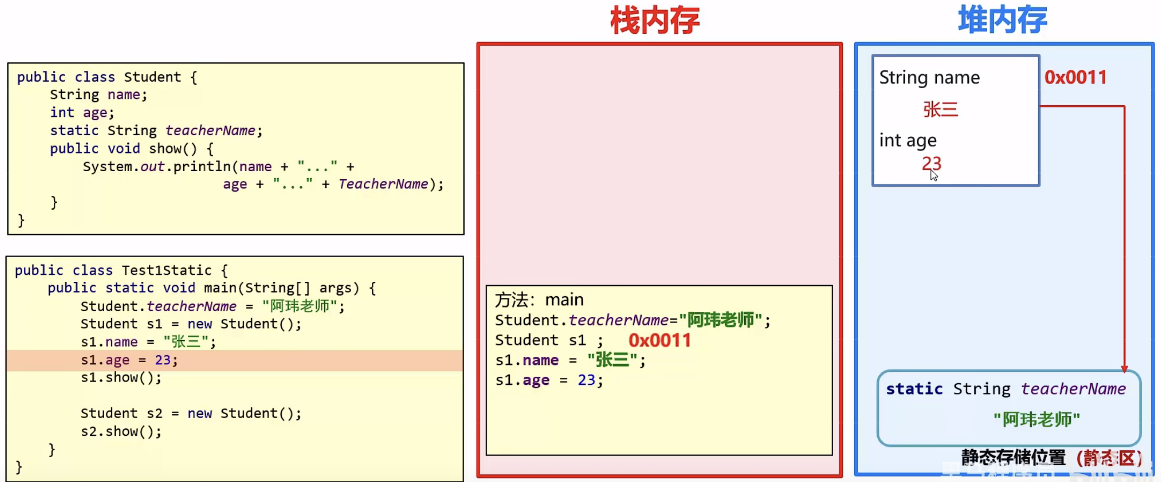 栈内存
堆内存
public class Student {
String name;
int age;
static String teacherName;
public void show() {
System.out.println(name + "..." +
age + "..." + TeacherName);
}
}
public class Test1Static {
public static void main(String[] args) {
Student.teacherName = "阿玮老师";
Student s1 = new Student();
s1.name = "张三";
s1.age = 23;
s1.show();
Student s2 = new Student();
s2.show();
}
}
方法：main
Student.teacherName="阿玮老师";
Student s1 ; 0x0011
s1.name = "张三";
s1.age = 23;
String name
0x0011
张三
int age
23
static String teacherName
"阿玮老师"
静态存储位置（静态区）